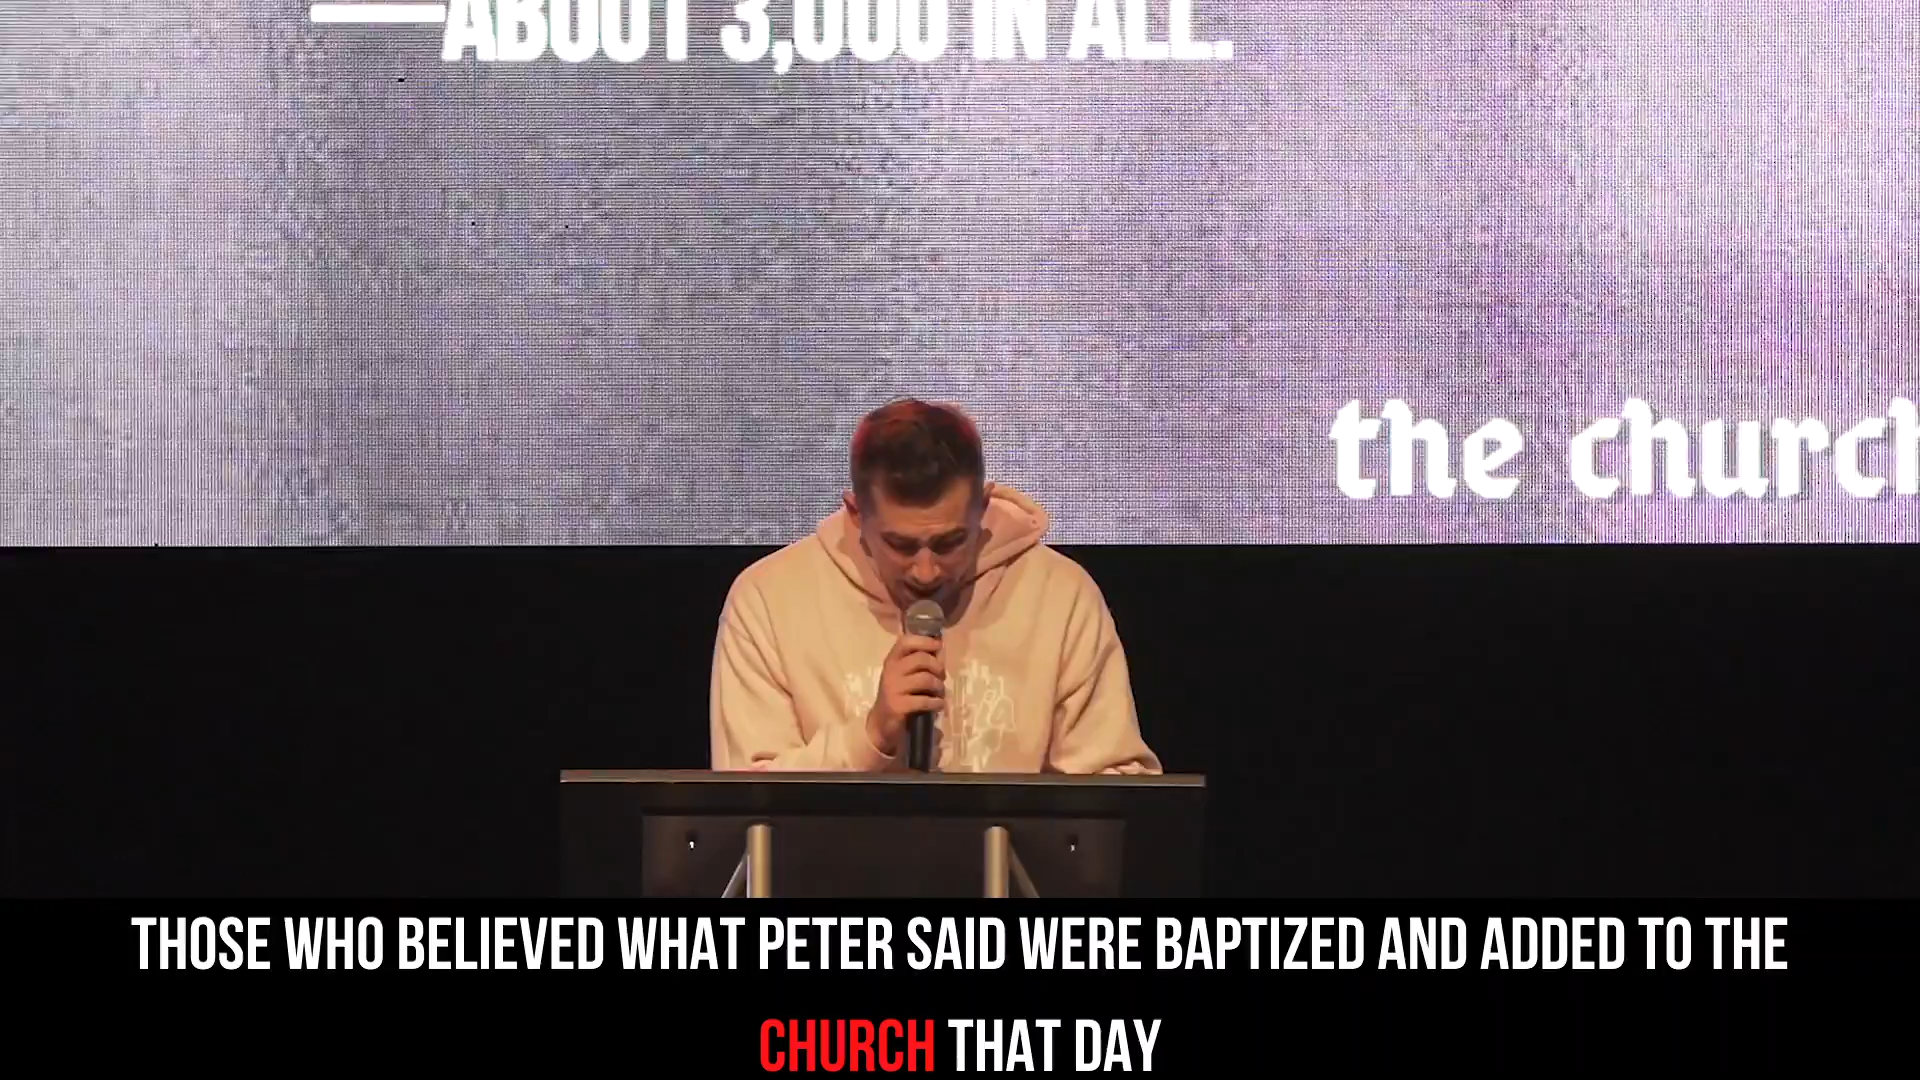 —ABOUT 3,000 IN ALL.
the church
THOSE WHO BELIEVED WHAT PETER SAID WERE BAPTIZED AND ADDED TO THE
CHURCH THAT DAY